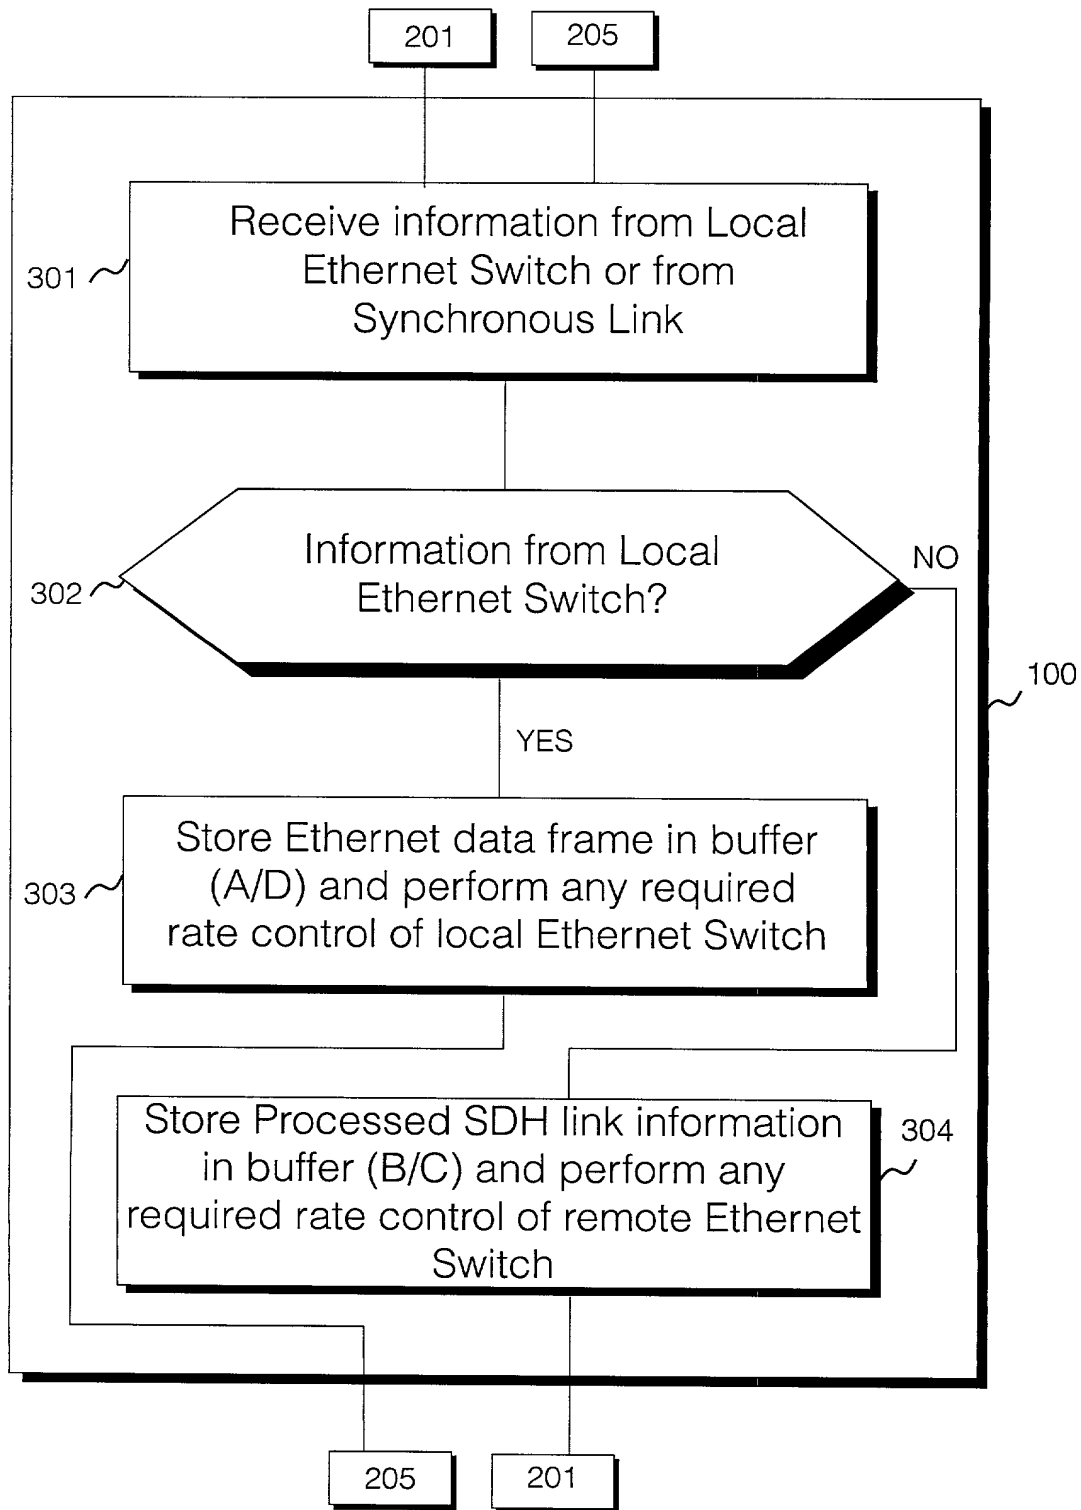 201
205
Receive information from Local
Ethernet Switch or from
Synchronous Link
301
Information from Local
Ethernet Switch?
302
NO
100
YES
Store Ethernet data frame in buffer
(A/D) and perform any required
rate control of local Ethernet Switch
303
Store Processed SDH link information
in buffer (B/C) and perform any
required rate control of remote Ethernet
Switch
304
205
201